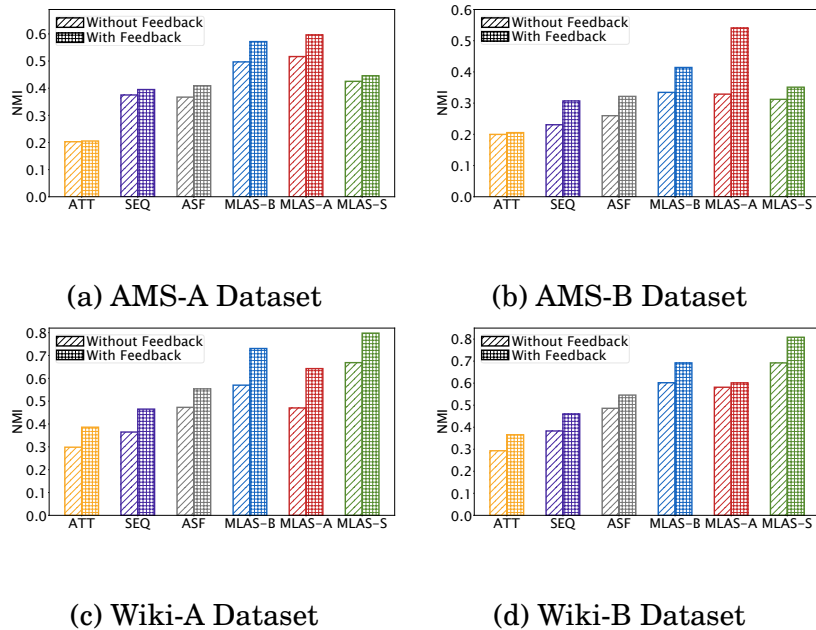 Without Feedback
With Feedback
NMI
0.6
0.5
0.4
0.3
0.2
0.1
0.0
ATT SEQ ASF MLAS-B MLAS-A MLAS-S
(a) AMS-A Dataset
Without Feedback
With Feedback
NMI
0.6
0.5
0.4
0.3
0.2
0.1
0.0
ATT SEQ ASF MLAS-B MLAS-A MLAS-S
(b) AMS-B Dataset
Without Feedback
With Feedback
NMI
0.8
0.7
0.6
0.5
0.4
0.3
0.2
0.1
0.0
ATT SEQ ASF MLAS-B MLAS-A MLAS-S
(c) Wiki-A Dataset
Without Feedback
With Feedback
NMI
0.8
0.7
0.6
0.5
0.4
0.3
0.2
0.1
0.0
ATT SEQ ASF MLAS-B MLAS-A MLAS-S
(d) Wiki-B Dataset